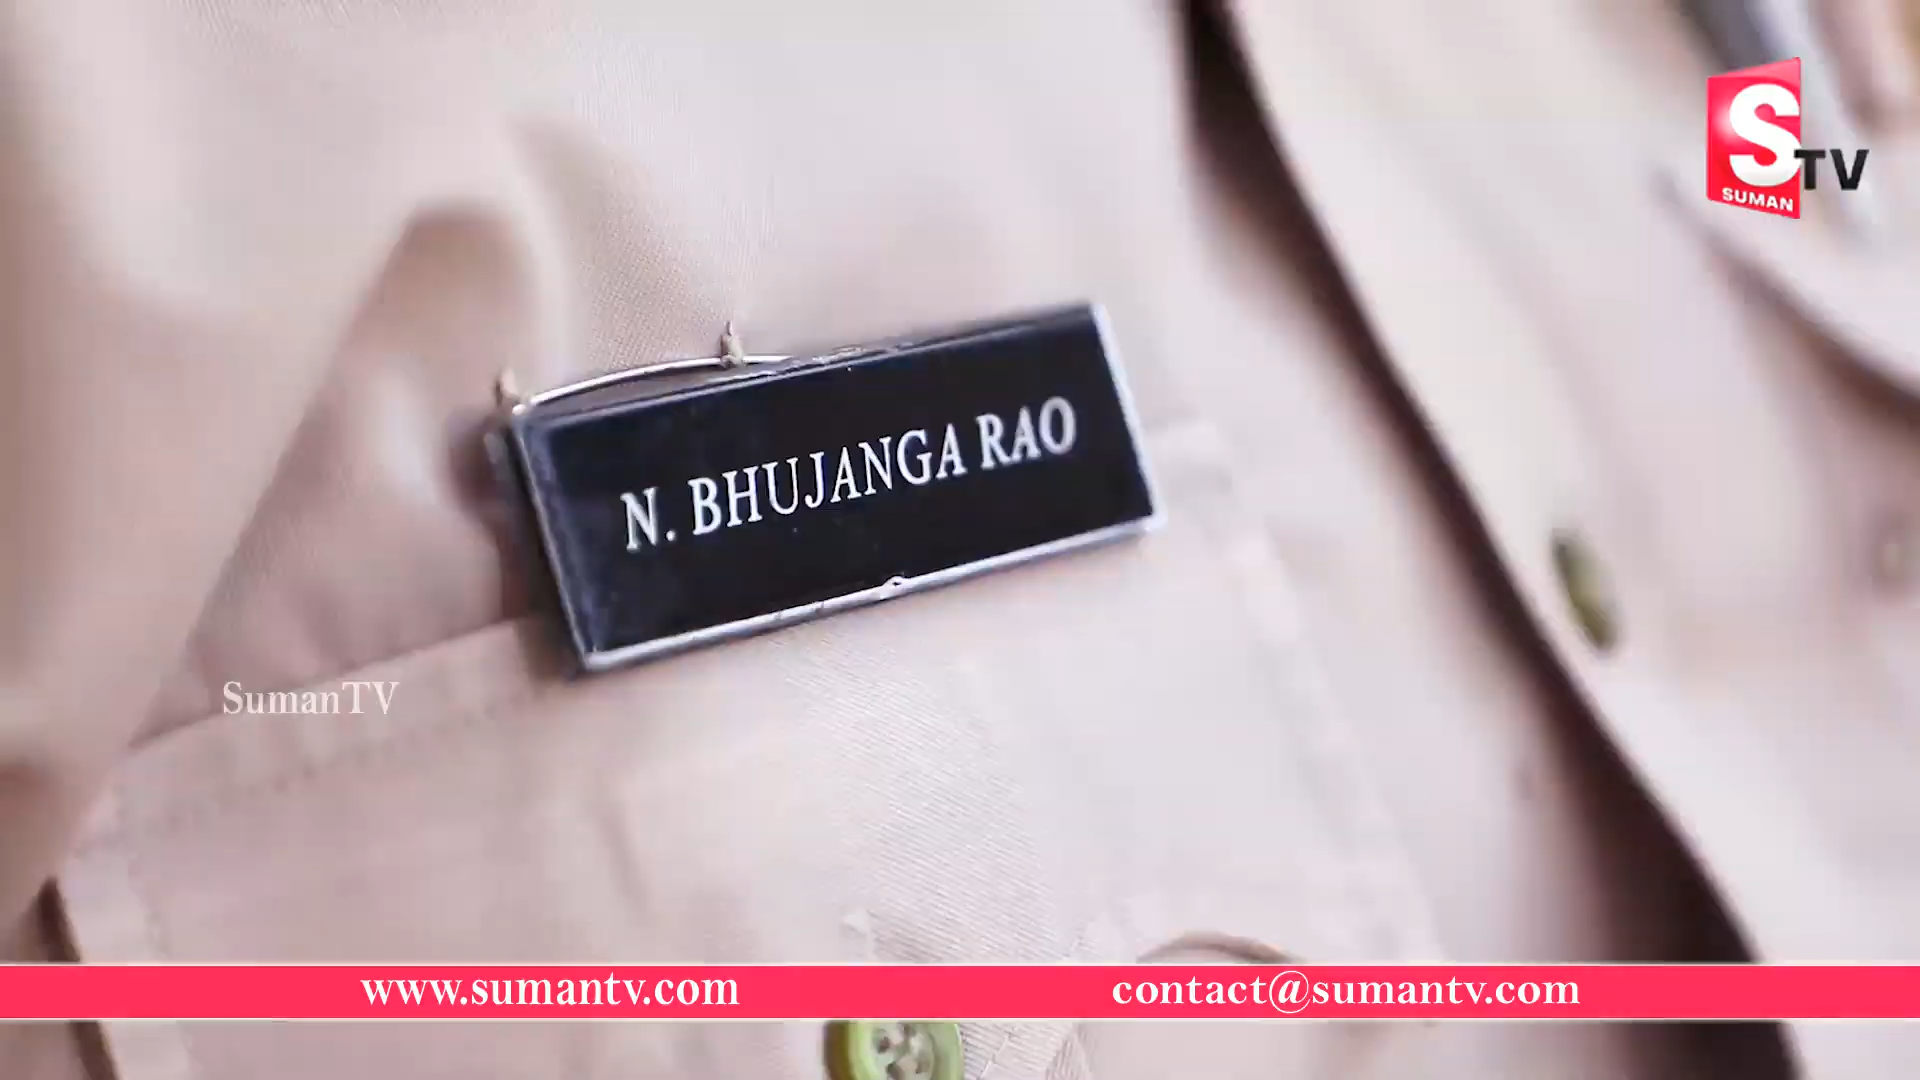 S TV
SUMAN
N. BHUJANGA RAO
SumanTV
www.sumantv.com
contact@sumantv.com